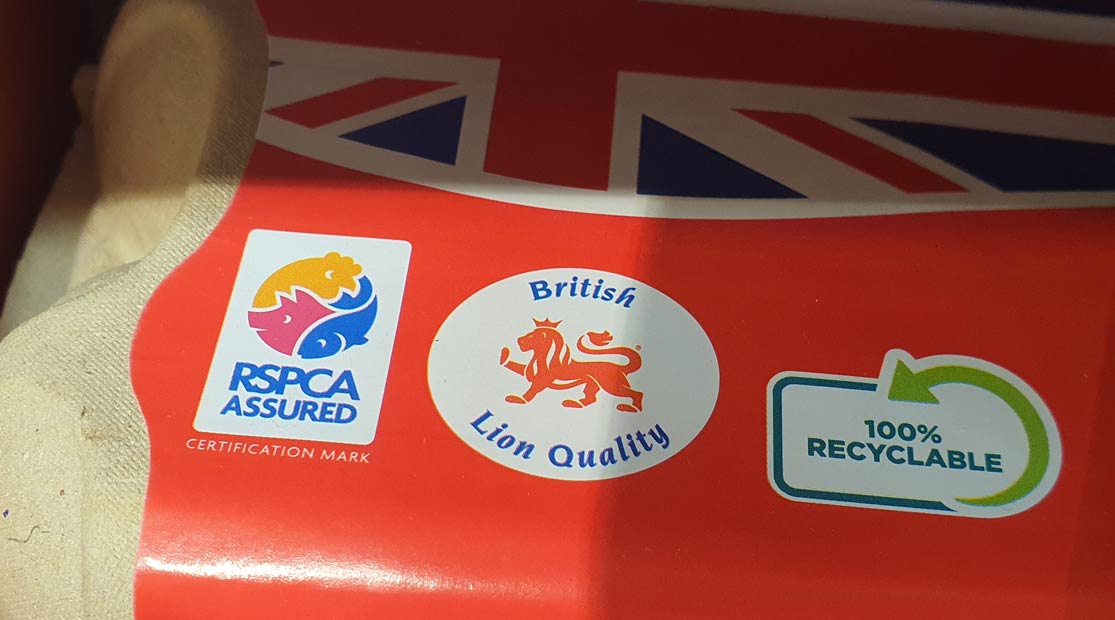 RSPCA
ASSURED
CERTIFICATION MARK
British
Lion Quality
100%
RECYCLABLE